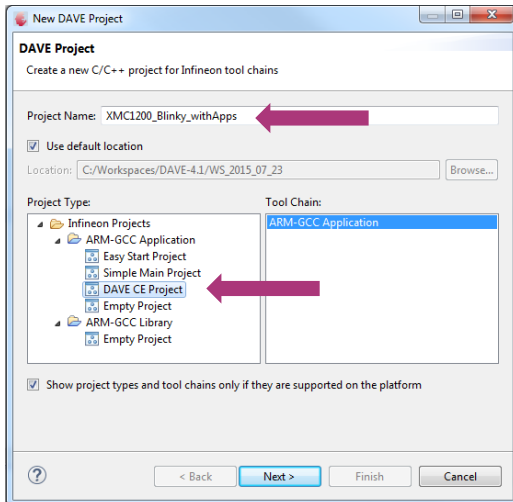 New DAVE Project
DAVE Project
Create a new C/C++ project for Infineon tool chains
Project Name: XMC1200_Blinky_withApps
Use default location
Location: C:/Workspaces/DAVE-4.1/WS_2015_07_23 Browse...
Project Type: Tool Chain:
Infineon Projects ARM-GCC Application
ARM-GCC Application
Easy Start Project
Simple Main Project
DAVE CE Project
Empty Project
ARM-GCC Library
Empty Project
Show project types and tool chains only if they are supported on the platform
? < Back Next > Finish Cancel